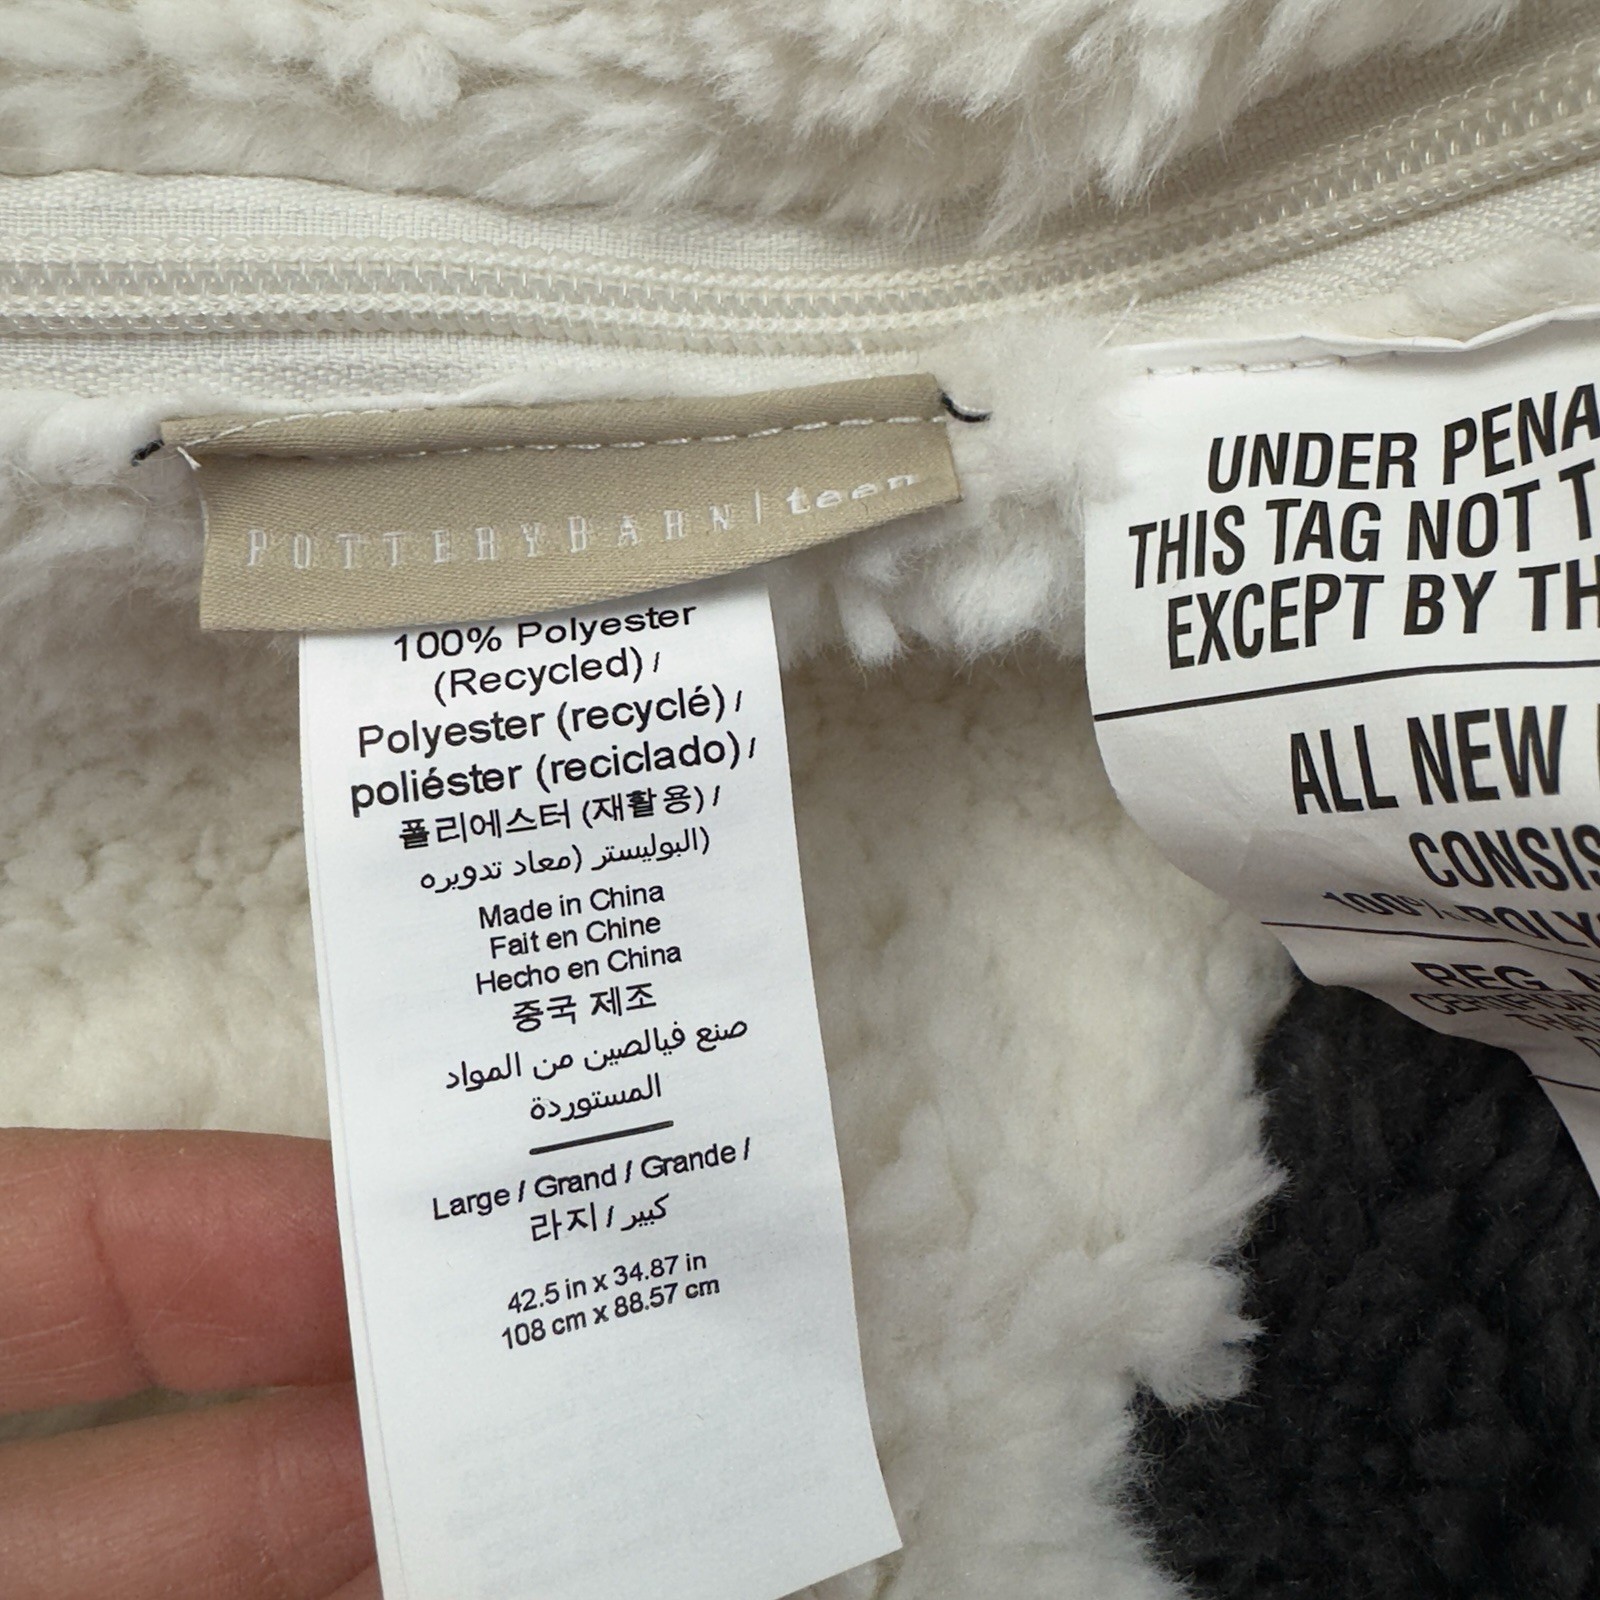 POTTERYBARN | teen
100% Polyester
(Recycled) /
Polyester (recyclé) /
poliéster (reciclado) /
폴리에스터 (재활용) /
(البوليستر (معاد تدويره
Made in China
Fait en Chine
Hecho en China
중국 제조
صنع فيالصين من المواد
المستوردة
Large / Grand / Grande /
라지 / كبير
42.5 in x 34.87 in
108 cm x 88.57 cm
UNDER PENA
THIS TAG NOT T
EXCEPT BY TH
ALL NEW
CONSIS
100% POLY
REG. N